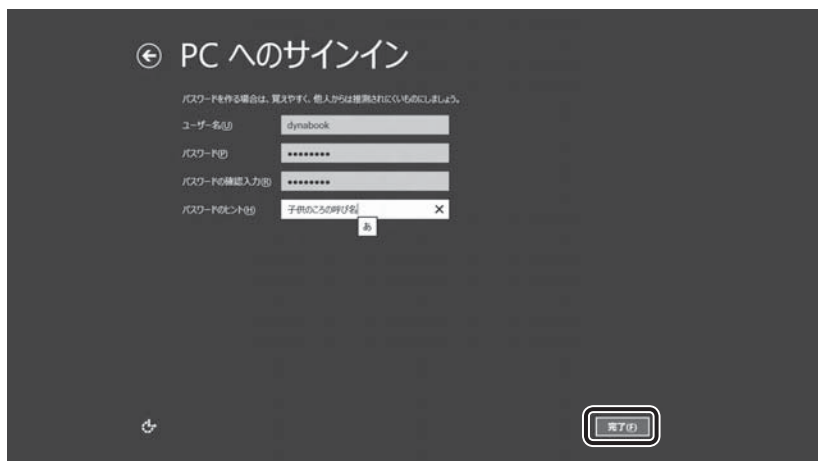 PC へのサインイン
パスワードを作る場合は、覚えやすく、他人からは推測されにくいものにしましょう。
ユーザー名(U) dynabook
パスワード(P) ••••••••
パスワードの確認入力(R) ••••••••
パスワードのヒント(H) 子供のころの呼び名 ×
あ
完了(F)